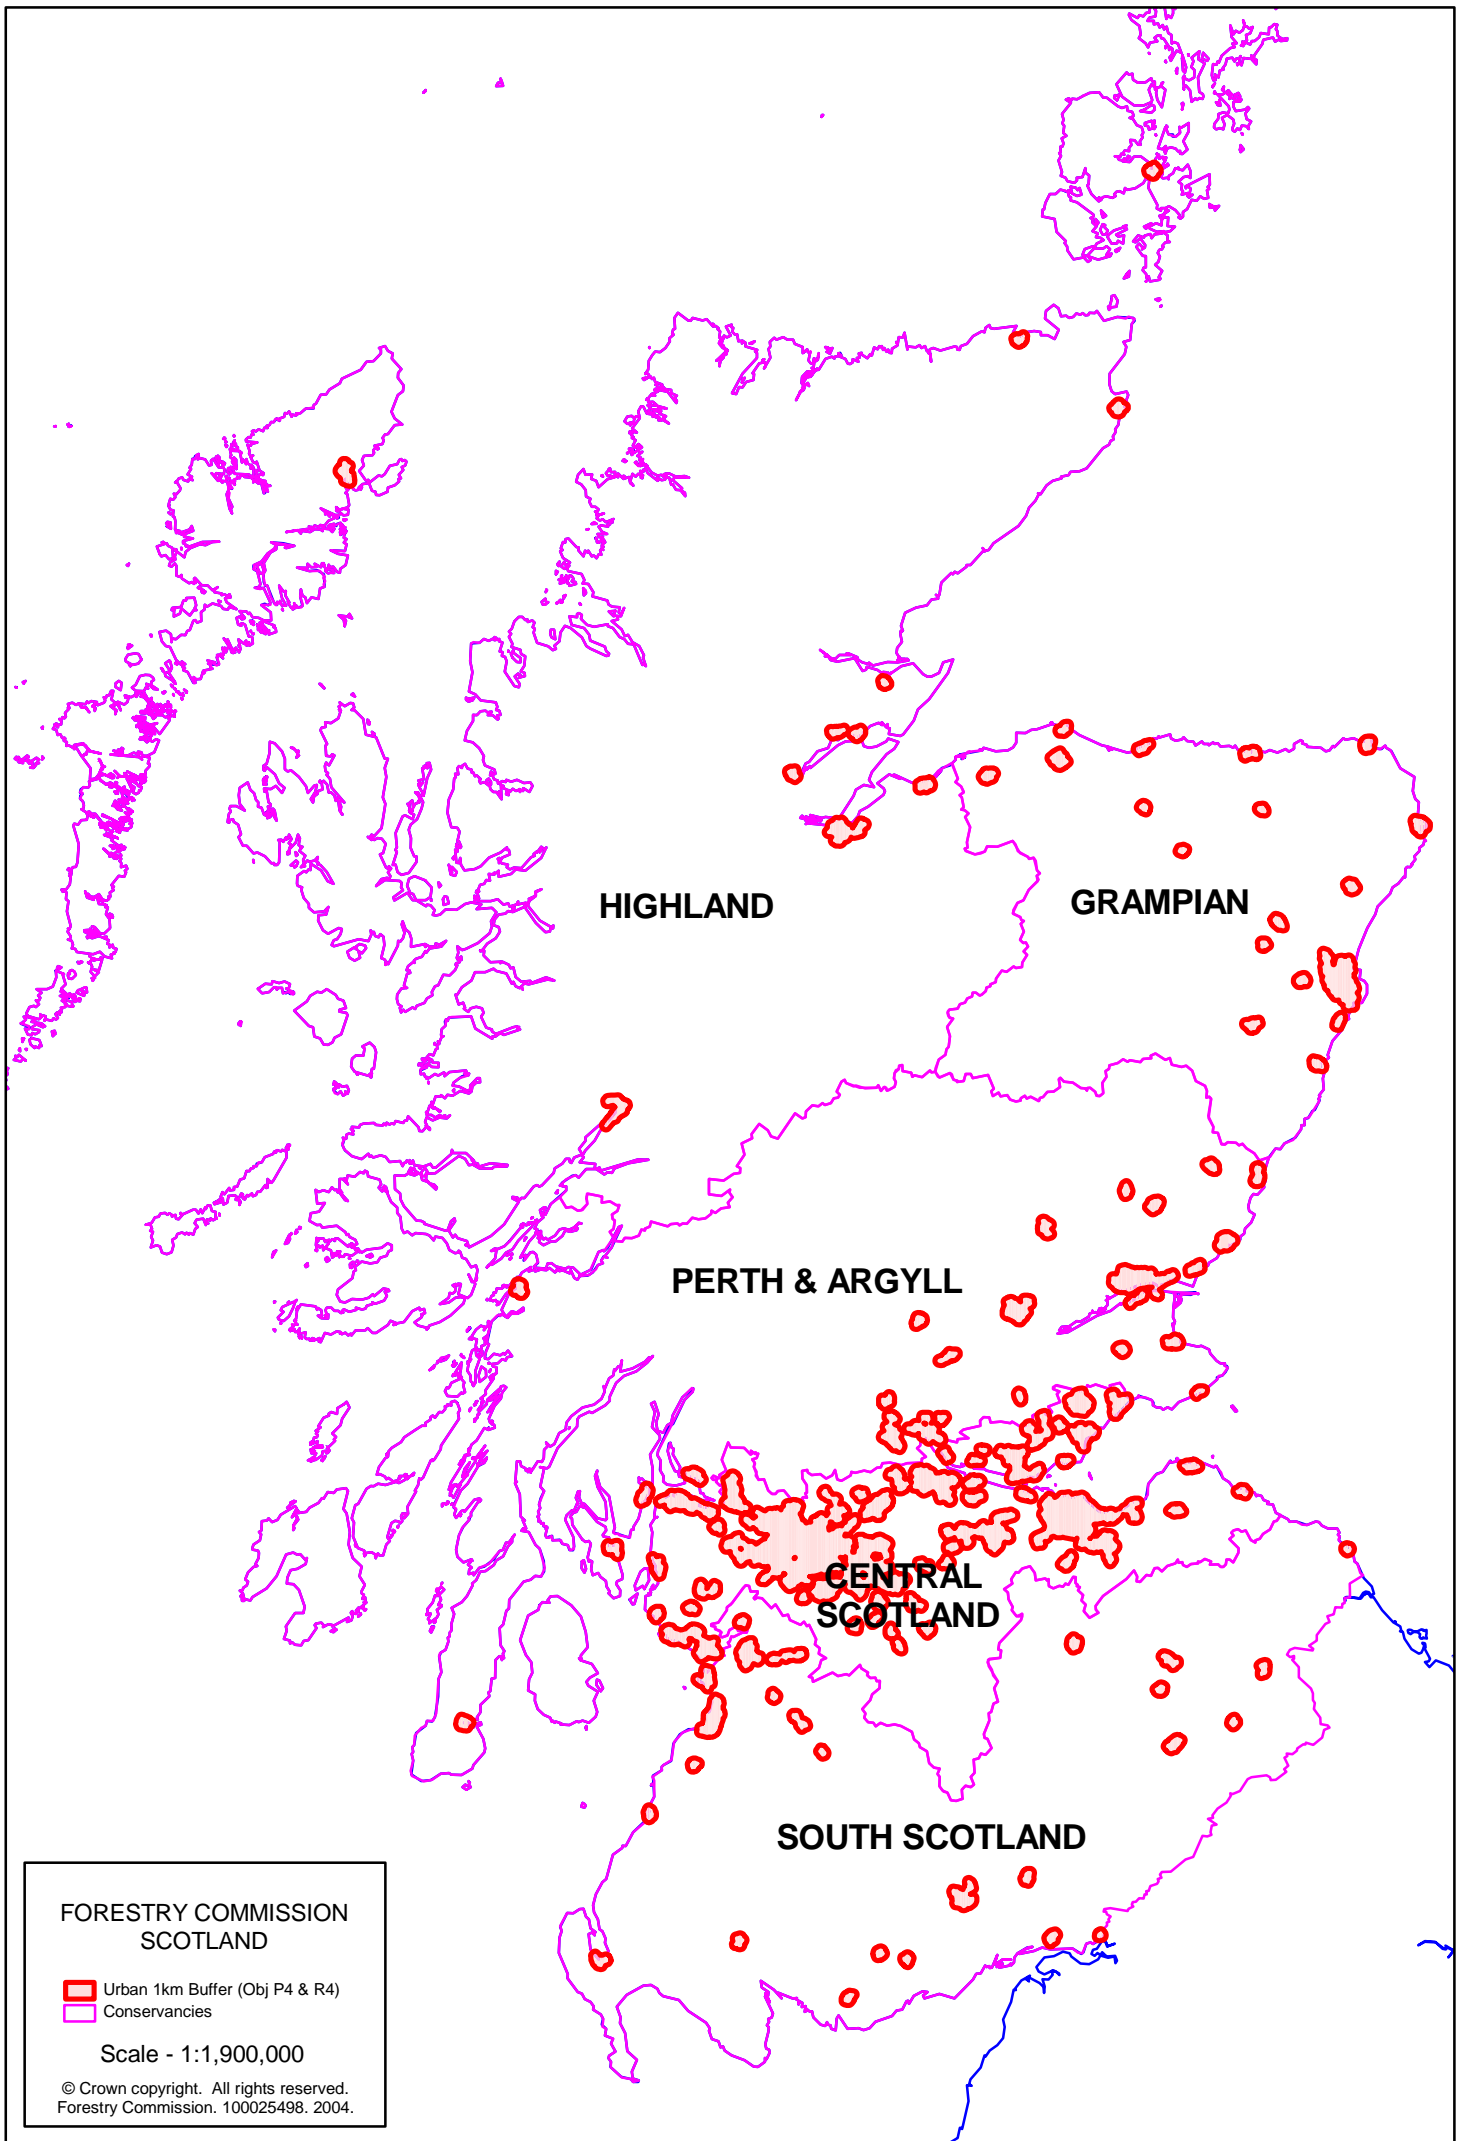 HIGHLAND
GRAMPIAN
PERTH & ARGYLL
CENTRAL
SCOTLAND
SOUTH SCOTLAND
FORESTRY COMMISSION
SCOTLAND
Urban 1km Buffer (Obj P4 & R4)
Conservancies
Scale - 1:1,900,000
© Crown copyright. All rights reserved.
Forestry Commission. 100025498. 2004.